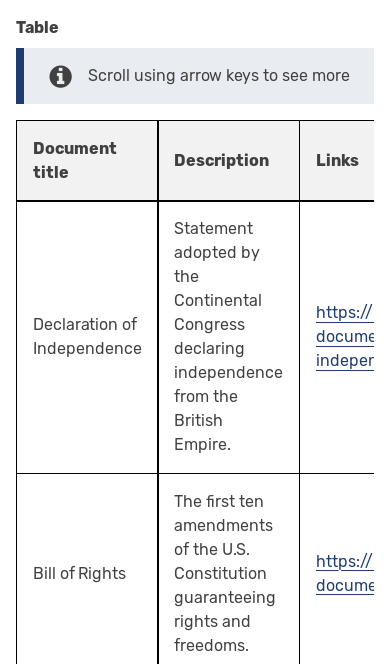 Table
Scroll using arrow keys to see more
Document
title
Description
Links
Declaration of
Independence
Statement
adopted by
the
Continental
Congress
declaring
independence
from the
British
Empire.
https://
docume
indeper
Bill of Rights
The first ten
amendments
of the U.S.
Constitution
guaranteeing
rights and
freedoms.
https://
docume